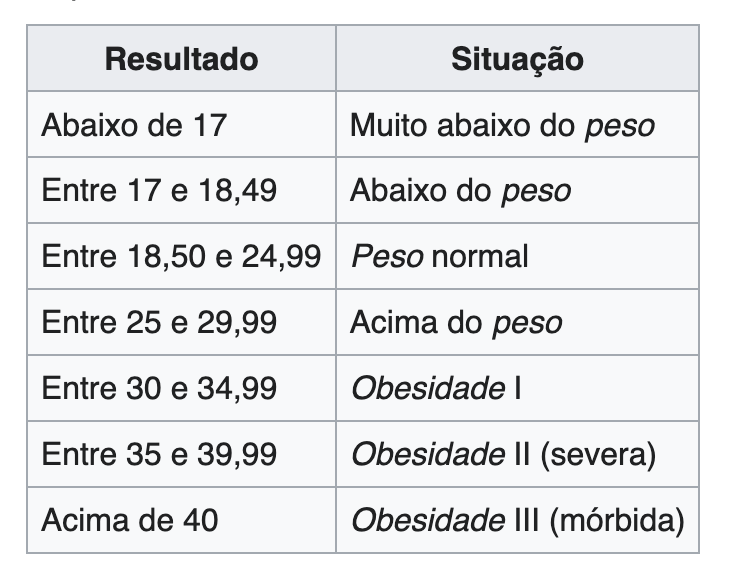 Resultado Situação
Abaixo de 17 Muito abaixo do peso
Entre 17 e 18,49 Abaixo do peso
Entre 18,50 e 24,99 Peso normal
Entre 25 e 29,99 Acima do peso
Entre 30 e 34,99 Obesidade I
Entre 35 e 39,99 Obesidade II (severa)
Acima de 40 Obesidade III (mórbida)